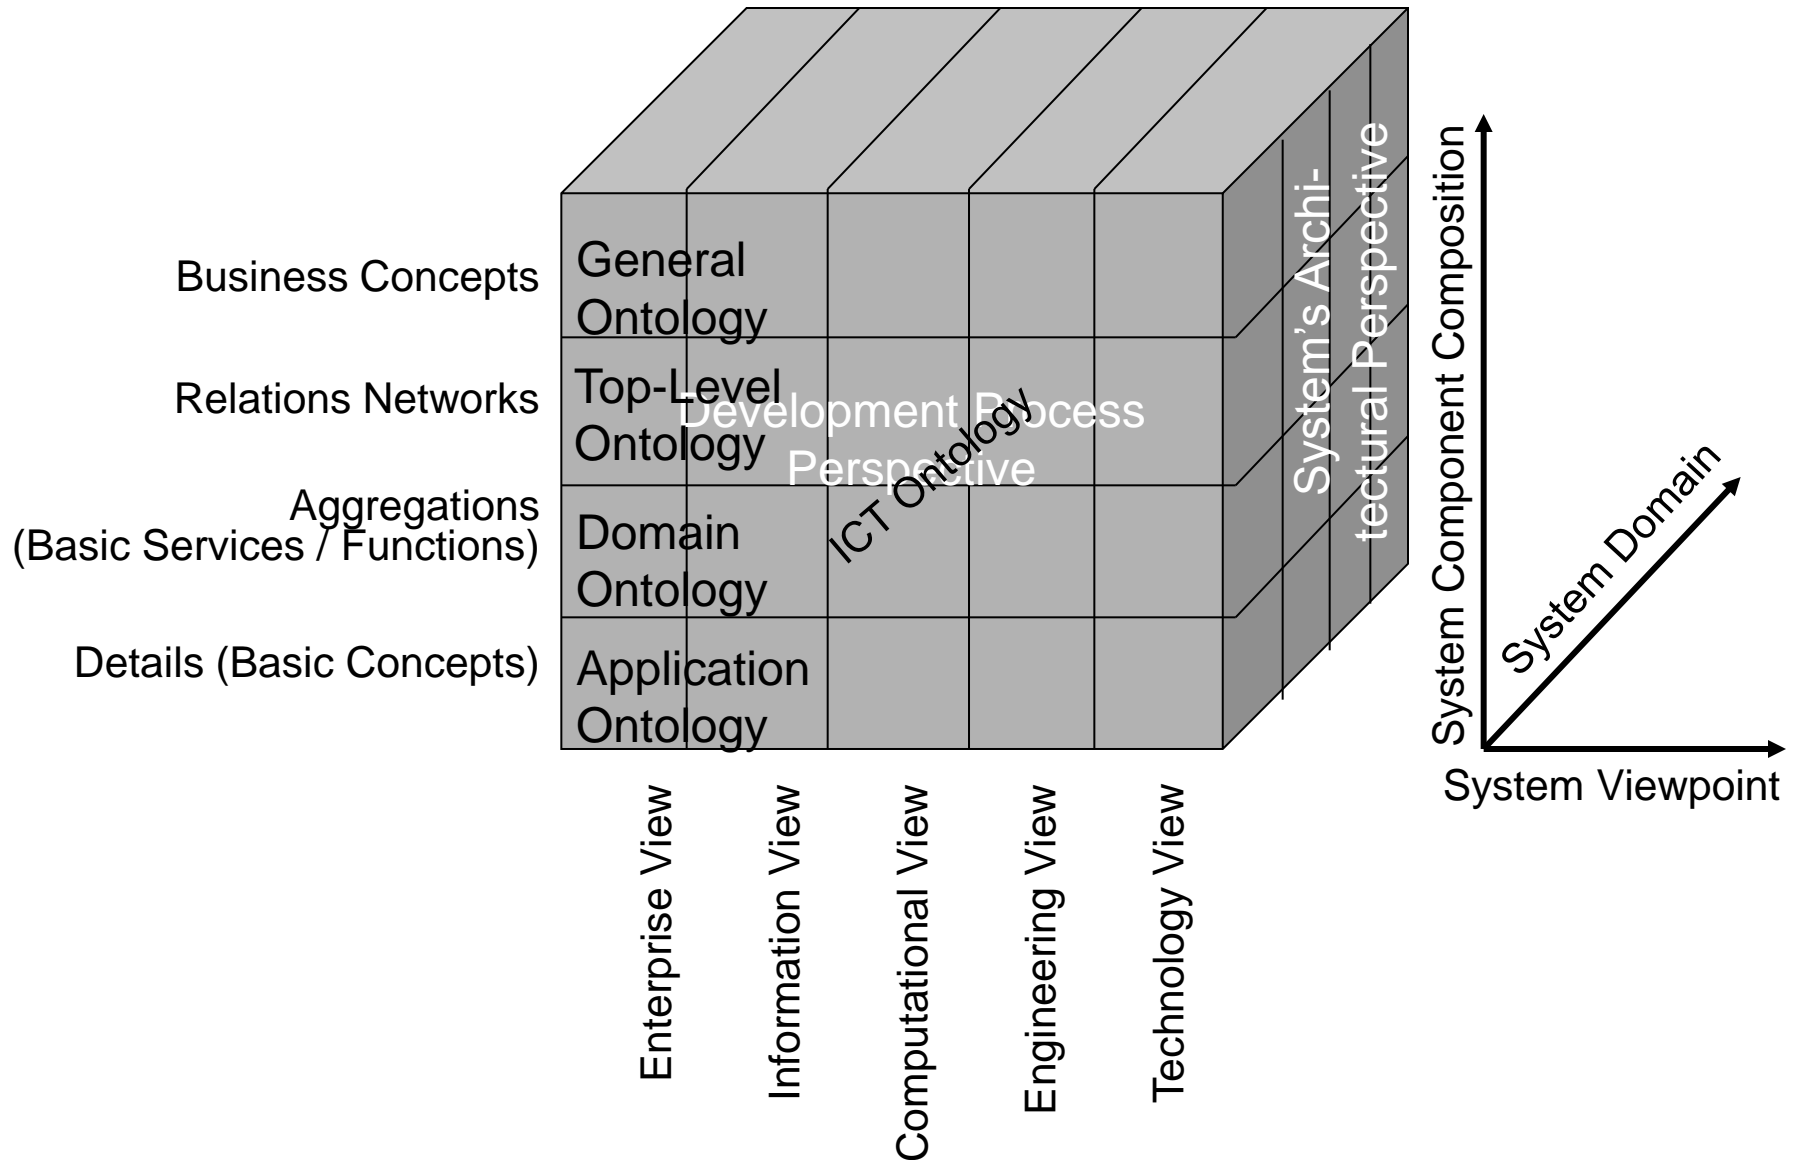 Business Concepts
Relations Networks
Aggregations
(Basic Services / Functions)
Details (Basic Concepts)
General
Ontology
Top-Level
Ontology
Domain
Ontology
Application
Ontology
Development Process
Perspective
ICT Ontology
System’s Archi-
tectural Perspective
System Component Composition
System Domain
System Viewpoint
Enterprise View
Information View
Computational View
Engineering View
Technology View